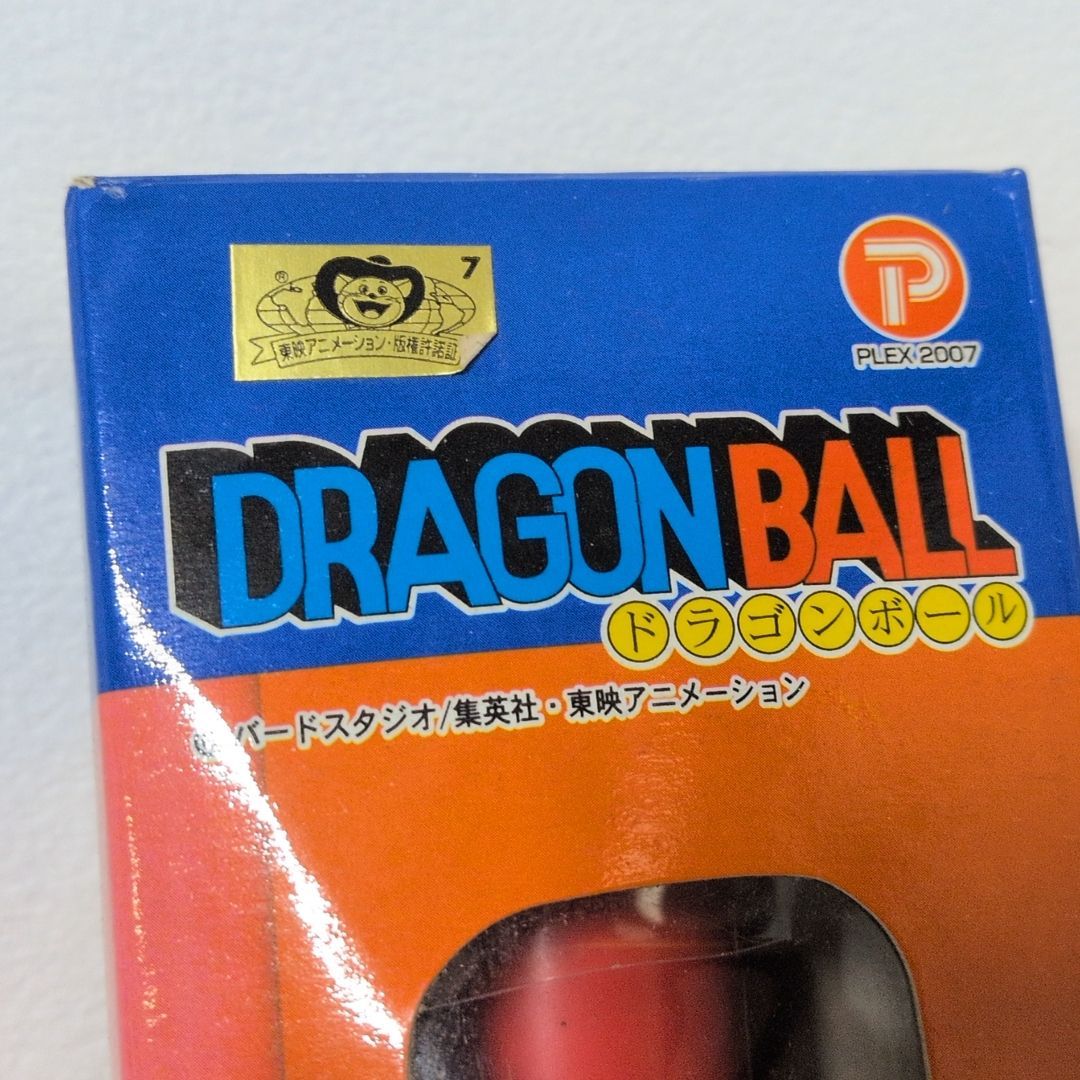 7
®
東映アニメーション・版権許諾証
P
PLEX 2007
DRAGON BALL
ドラゴンボール
バードスタジオ/集英社・東映アニメーション